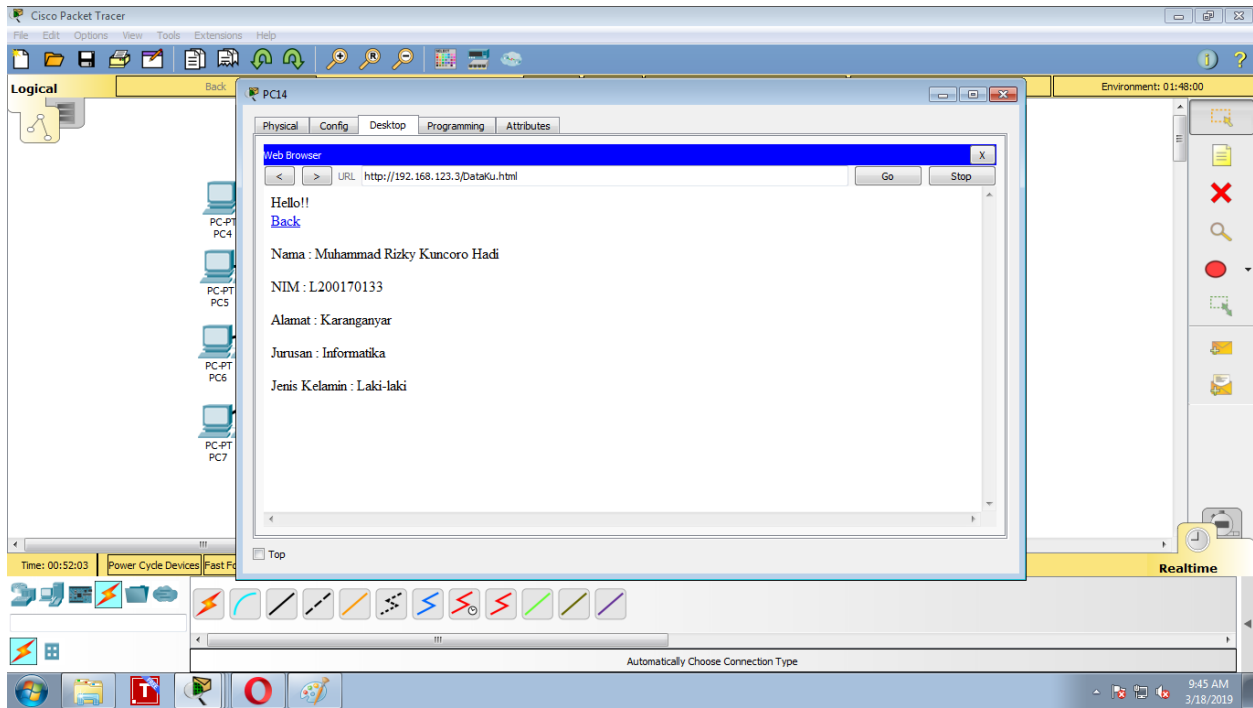 Cisco Packet Tracer
File Edit Options View Tools Extensions Help
Logical
Back
Environment: 01:48:00
PC14
Physical Config Desktop Programming Attributes
Web Browser
X
< > URL http://192.168.123.3/DataKu.html Go Stop
Hello!!
Back
Nama : Muhammad Rizky Kuncoro Hadi
NIM : L200170133
Alamat : Karanganyar
Jurusan : Informatika
Jenis Kelamin : Laki-laki
PC-PT
PC4
PC-PT
PC5
PC-PT
PC6
PC-PT
PC7
Top
Time: 00:52:03 Power Cycle Devices Fast Fo
Realtime
Automatically Choose Connection Type
9:45 AM
3/18/2019